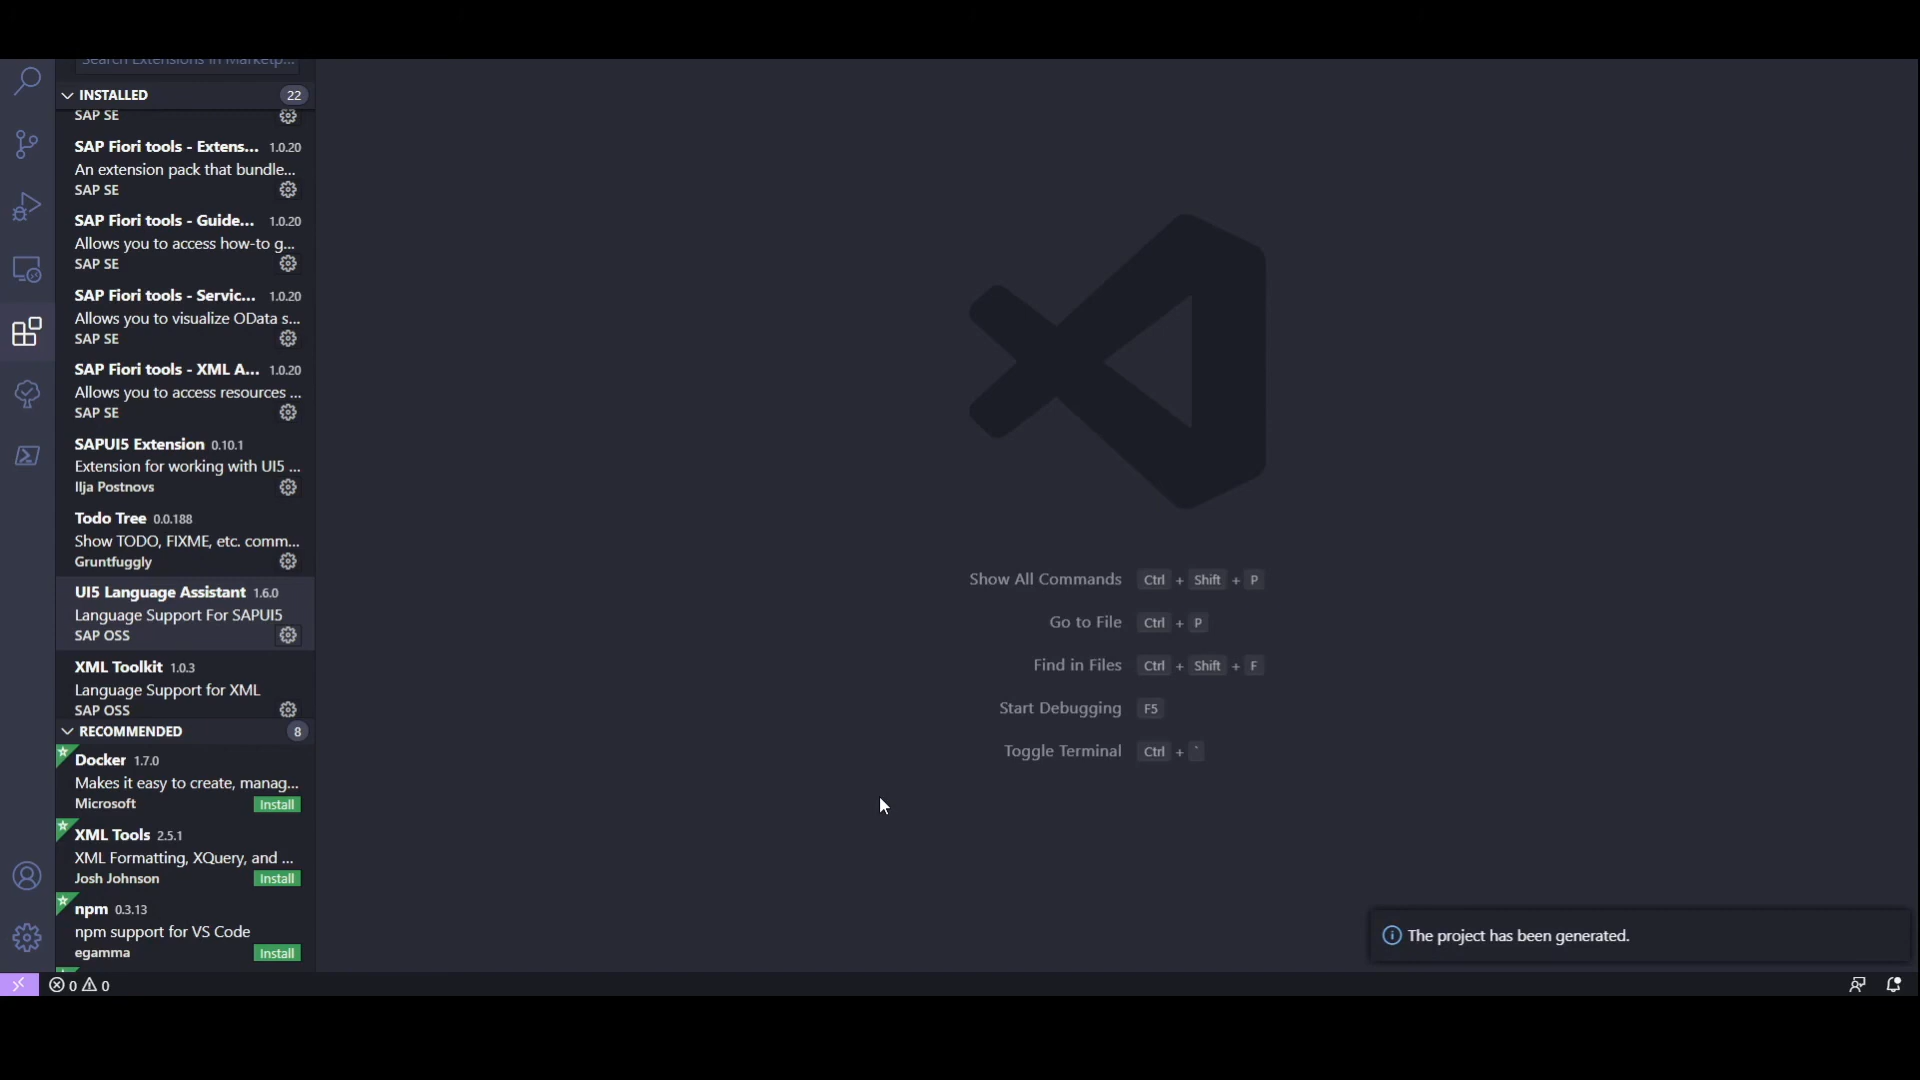 Search Extensions in Marketp...
INSTALLED 22
SAP SE
SAP Fiori tools - Extens... 1.0.20
An extension pack that bundle...
SAP SE
SAP Fiori tools - Guide... 1.0.20
Allows you to access how-to g...
SAP SE
SAP Fiori tools - Servic... 1.0.20
Allows you to visualize OData s...
SAP SE
SAP Fiori tools - XML A... 1.0.20
Allows you to access resources ...
SAP SE
SAPUI5 Extension 0.10.1
Extension for working with UI5 ...
Ilja Postnovs
Todo Tree 0.0.188
Show TODO, FIXME, etc. comm...
Gruntfuggly
UI5 Language Assistant 1.6.0
Language Support For SAPUI5
SAP OSS
XML Toolkit 1.0.3
Language Support for XML
SAP OSS
RECOMMENDED 8
Docker 1.7.0
Makes it easy to create, manag...
Microsoft Install
XML Tools 2.5.1
XML Formatting, XQuery, and ...
Josh Johnson Install
npm 0.3.13
npm support for VS Code
egamma Install
Show All Commands Ctrl + Shift + P
Go to File Ctrl + P
Find in Files Ctrl + Shift + F
Start Debugging F5
Toggle Terminal Ctrl + `
The project has been generated.
0 0